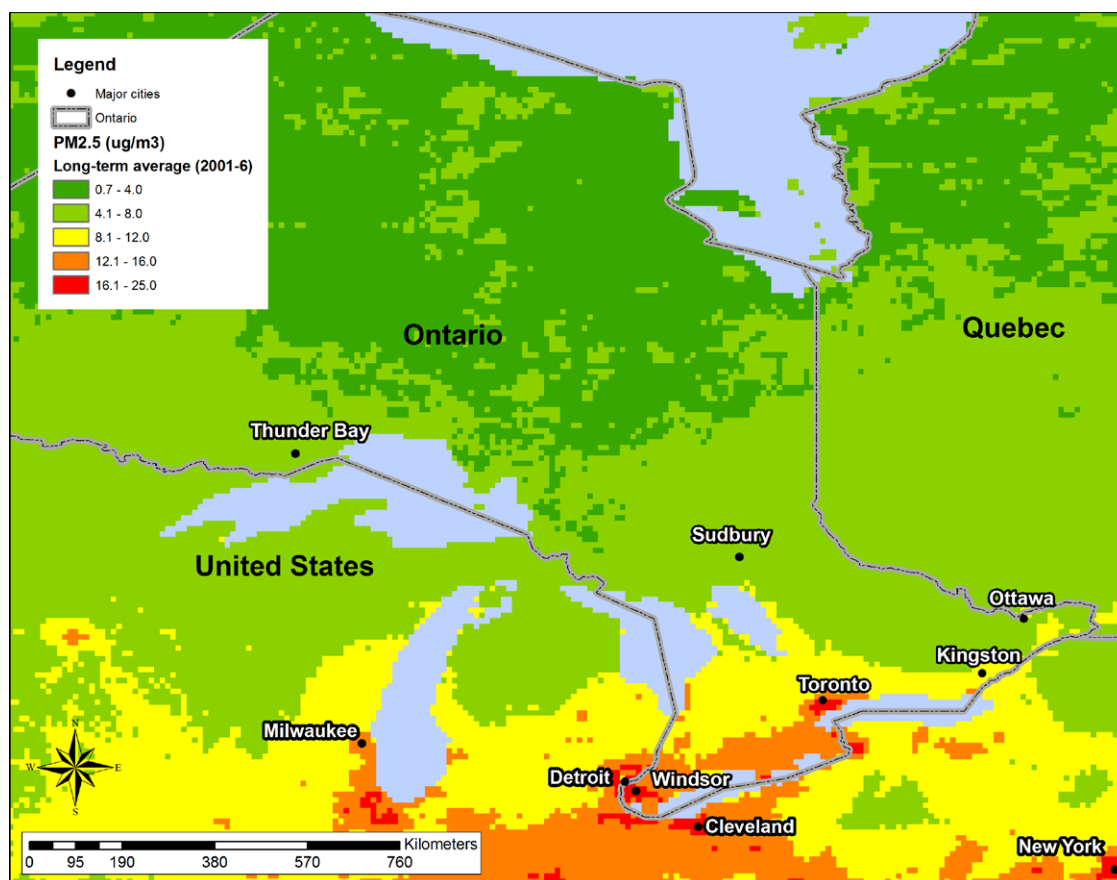 Legend
Major cities
Ontario
PM2.5 (ug/m3)
Long-term average (2001-6)
0.7 - 4.0
4.1 - 8.0
8.1 - 12.0
12.1 - 16.0
16.1 - 25.0
Ontario
Quebec
Thunder Bay
Sudbury
United States
Ottawa
Kingston
Toronto
Milwaukee
Detroit
Windsor
Cleveland
New York
N
W E
S
Kilometers
0 95 190 380 570 760